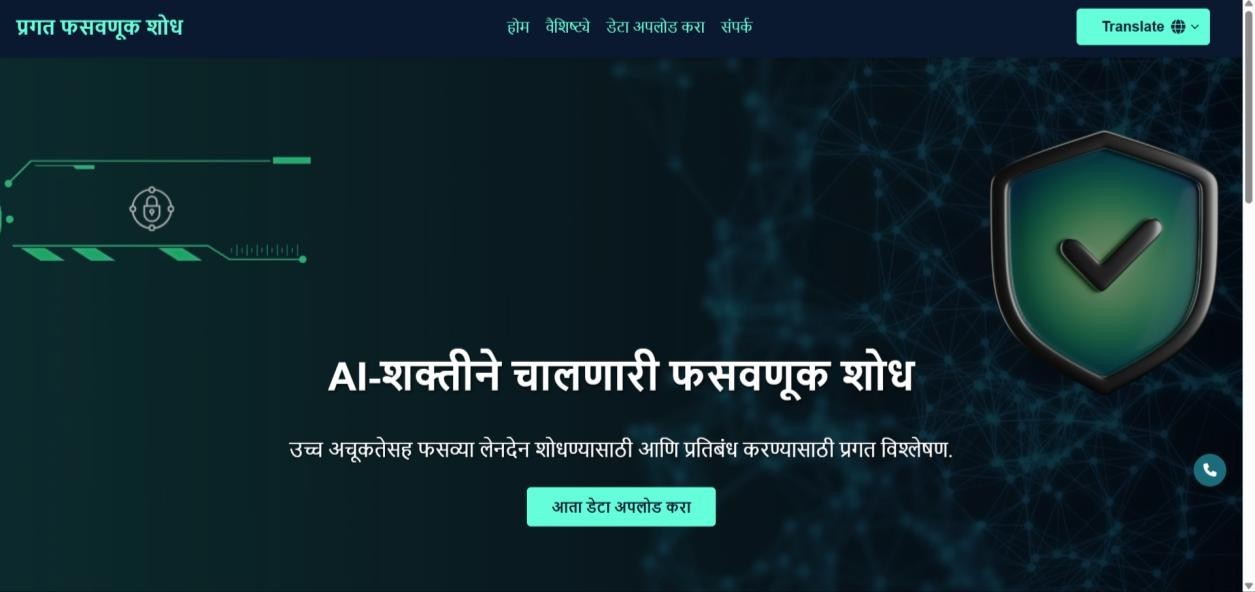 प्रगत फसवणूक शोध
होम वैशिष्ट्ये डेटा अपलोड करा संपर्क
Translate
AI-शक्तीने चालणारी फसवणूक शोध
उच्च अचूकतेसह फसव्या लेनदेन शोधण्यासाठी आणि प्रतिबंध करण्यासाठी प्रगत विश्लेषण.
आता डेटा अपलोड करा